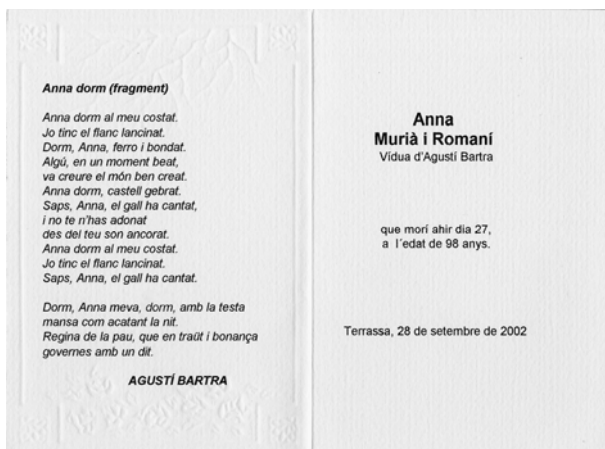 Anna dorm (fragment)
Anna dorm al meu costat.
Jo tinc el flanc lancinat.
Dorm, Anna, ferro i bondat.
Algú, en un moment beat,
va creure el món ben creat.
Anna dorm, castell gebrat.
Saps, Anna, el gall ha cantat,
i no te n'has adonat
des del teu son ancorat.
Anna dorm al meu costat.
Jo tinc el flanc lancinat.
Saps, Anna, el gall ha cantat.
Dorm, Anna meva, dorm, amb la testa
mansa com acatant la nit.
Regina de la pau, que en traüt i bonança
governes amb un dit.
AGUSTÍ BARTRA
Anna
Murià i Romaní
Vídua d'Agustí Bartra
que morí ahir dia 27,
a l´edat de 98 anys.
Terrassa, 28 de setembre de 2002